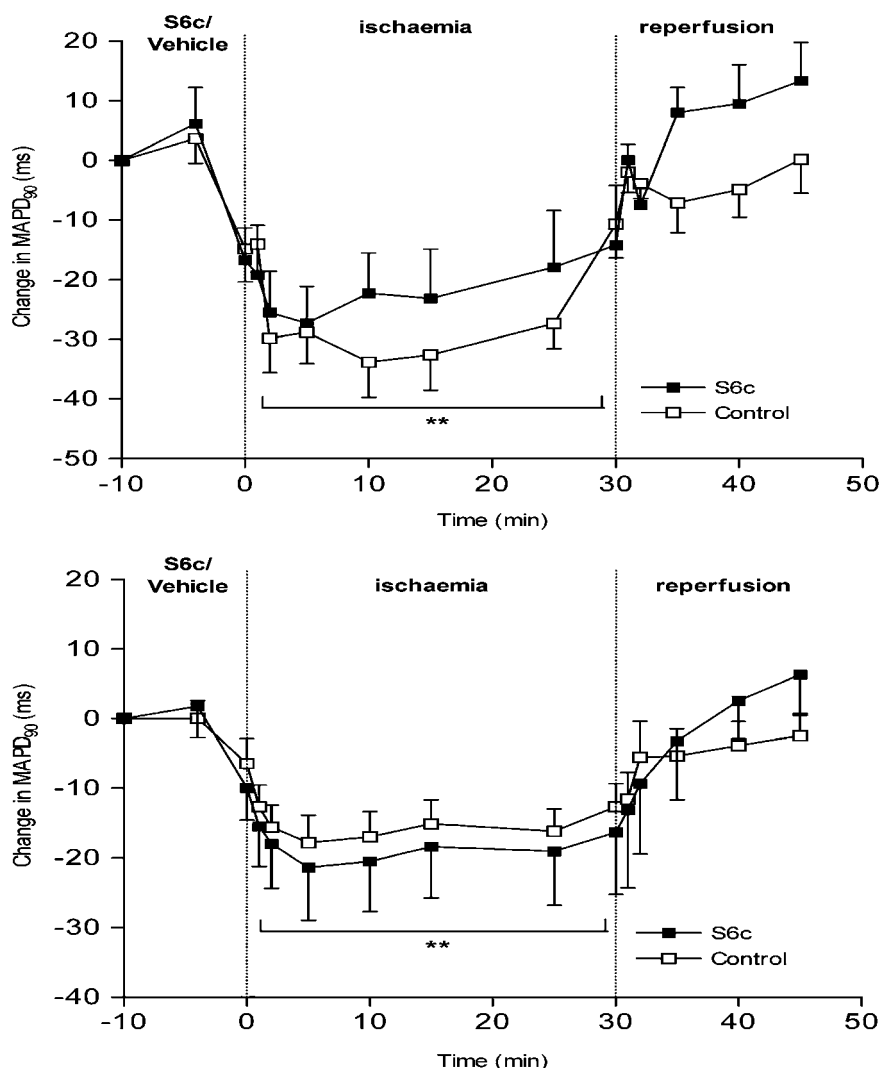 S6c/
Vehicle
ischaemia
reperfusion
20
10
0
-10
-20
-30
-40
-50
Change in MAPD₉₀ (ms)
**
S6c
Control
-10 0 10 20 30 40 50
Time (min)
S6c/
Vehicle
ischaemia
reperfusion
20
10
0
-10
-20
-30
-40
Change in MAPD₉₀ (ms)
**
S6c
Control
-10 0 10 20 30 40 50
Time (min)